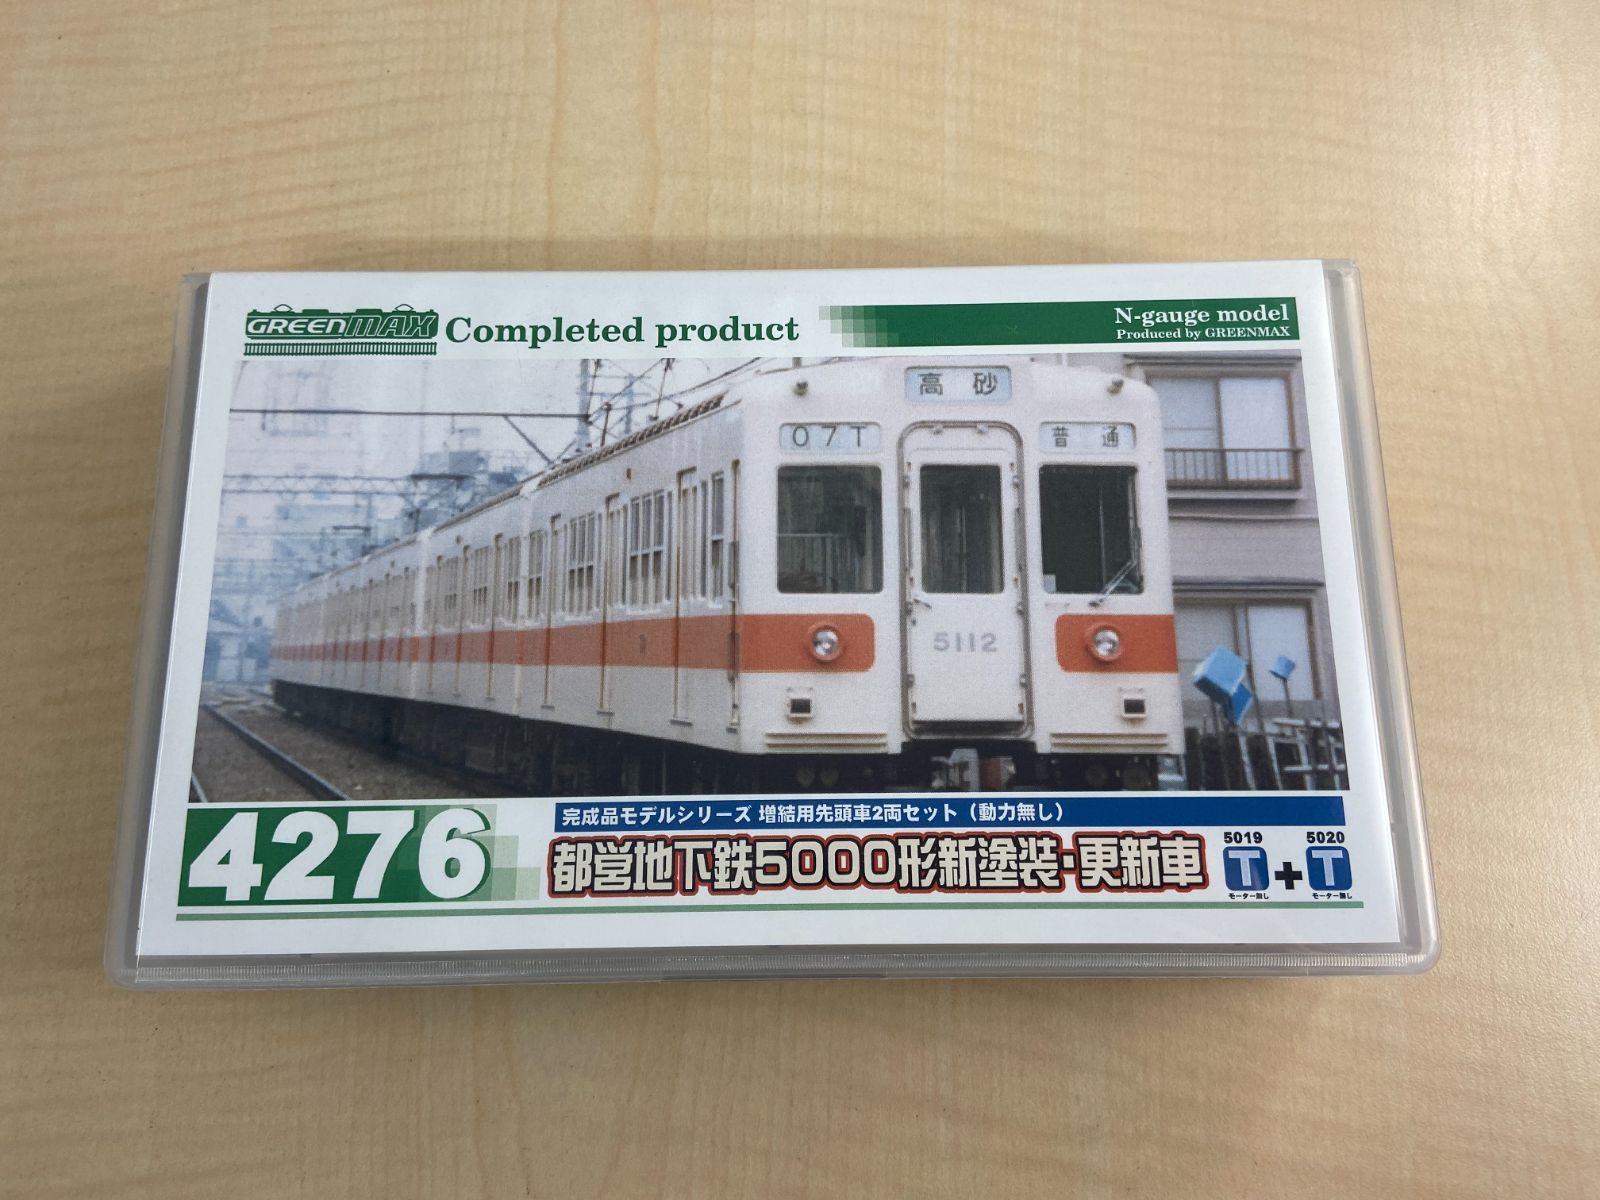 GREENMAX Completed product
N-gauge model
Produced by GREENMAX
高砂
07T
普通
5112
4276
完成品モデルシリーズ 増結用先頭車2両セット（動力無し）
都営地下鉄5000形新塗装・更新車
5019 5020
T+T
モーター無し モーター無し